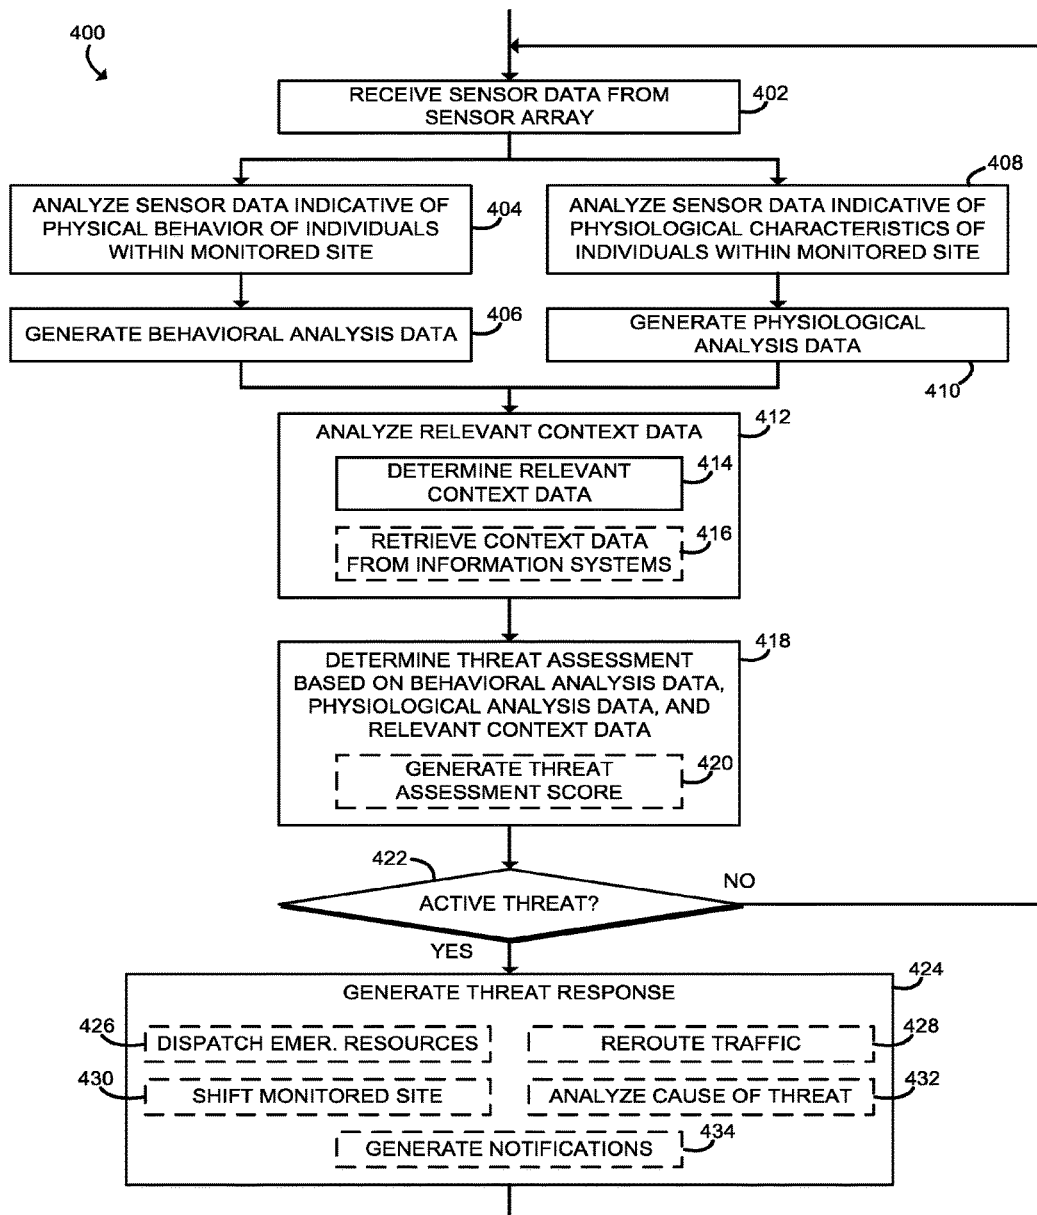 400
RECEIVE SENSOR DATA FROM
SENSOR ARRAY
402
ANALYZE SENSOR DATA INDICATIVE OF
PHYSICAL BEHAVIOR OF INDIVIDUALS
WITHIN MONITORED SITE
404
408
ANALYZE SENSOR DATA INDICATIVE OF
PHYSIOLOGICAL CHARACTERISTICS OF
INDIVIDUALS WITHIN MONITORED SITE
GENERATE BEHAVIORAL ANALYSIS DATA
406
GENERATE PHYSIOLOGICAL
ANALYSIS DATA
410
ANALYZE RELEVANT CONTEXT DATA
412
DETERMINE RELEVANT
CONTEXT DATA
414
RETRIEVE CONTEXT DATA
FROM INFORMATION SYSTEMS
416
DETERMINE THREAT ASSESSMENT
BASED ON BEHAVIORAL ANALYSIS DATA,
PHYSIOLOGICAL ANALYSIS DATA, AND
RELEVANT CONTEXT DATA
418
GENERATE THREAT
ASSESSMENT SCORE
420
422
ACTIVE THREAT?
NO
YES
GENERATE THREAT RESPONSE
424
426
DISPATCH EMER. RESOURCES
REROUTE TRAFFIC
428
430
SHIFT MONITORED SITE
ANALYZE CAUSE OF THREAT
432
GENERATE NOTIFICATIONS
434